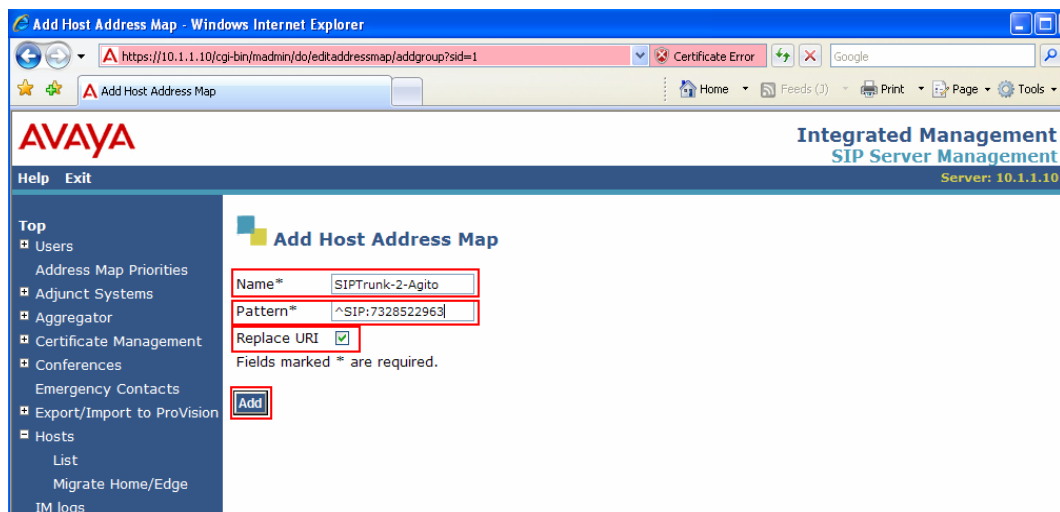 Add Host Address Map - Windows Internet Explorer
https://10.1.1.10/cgi-bin/madmin/do/editaddressmap/addgroup?sid=1
Certificate Error
Google
Add Host Address Map
Home
Feeds (J)
Print
Page
Tools
AVAYA
Integrated Management
SIP Server Management
Help Exit
Server: 10.1.1.10
Top
Users
Address Map Priorities
Adjunct Systems
Aggregator
Certificate Management
Conferences
Emergency Contacts
Export/Import to ProVision
Hosts
List
Migrate Home/Edge
IM logs
Add Host Address Map
Name* SIPTrunk-2-Agito
Pattern* ^SIP:7328522963
Replace URI
Fields marked * are required.
Add